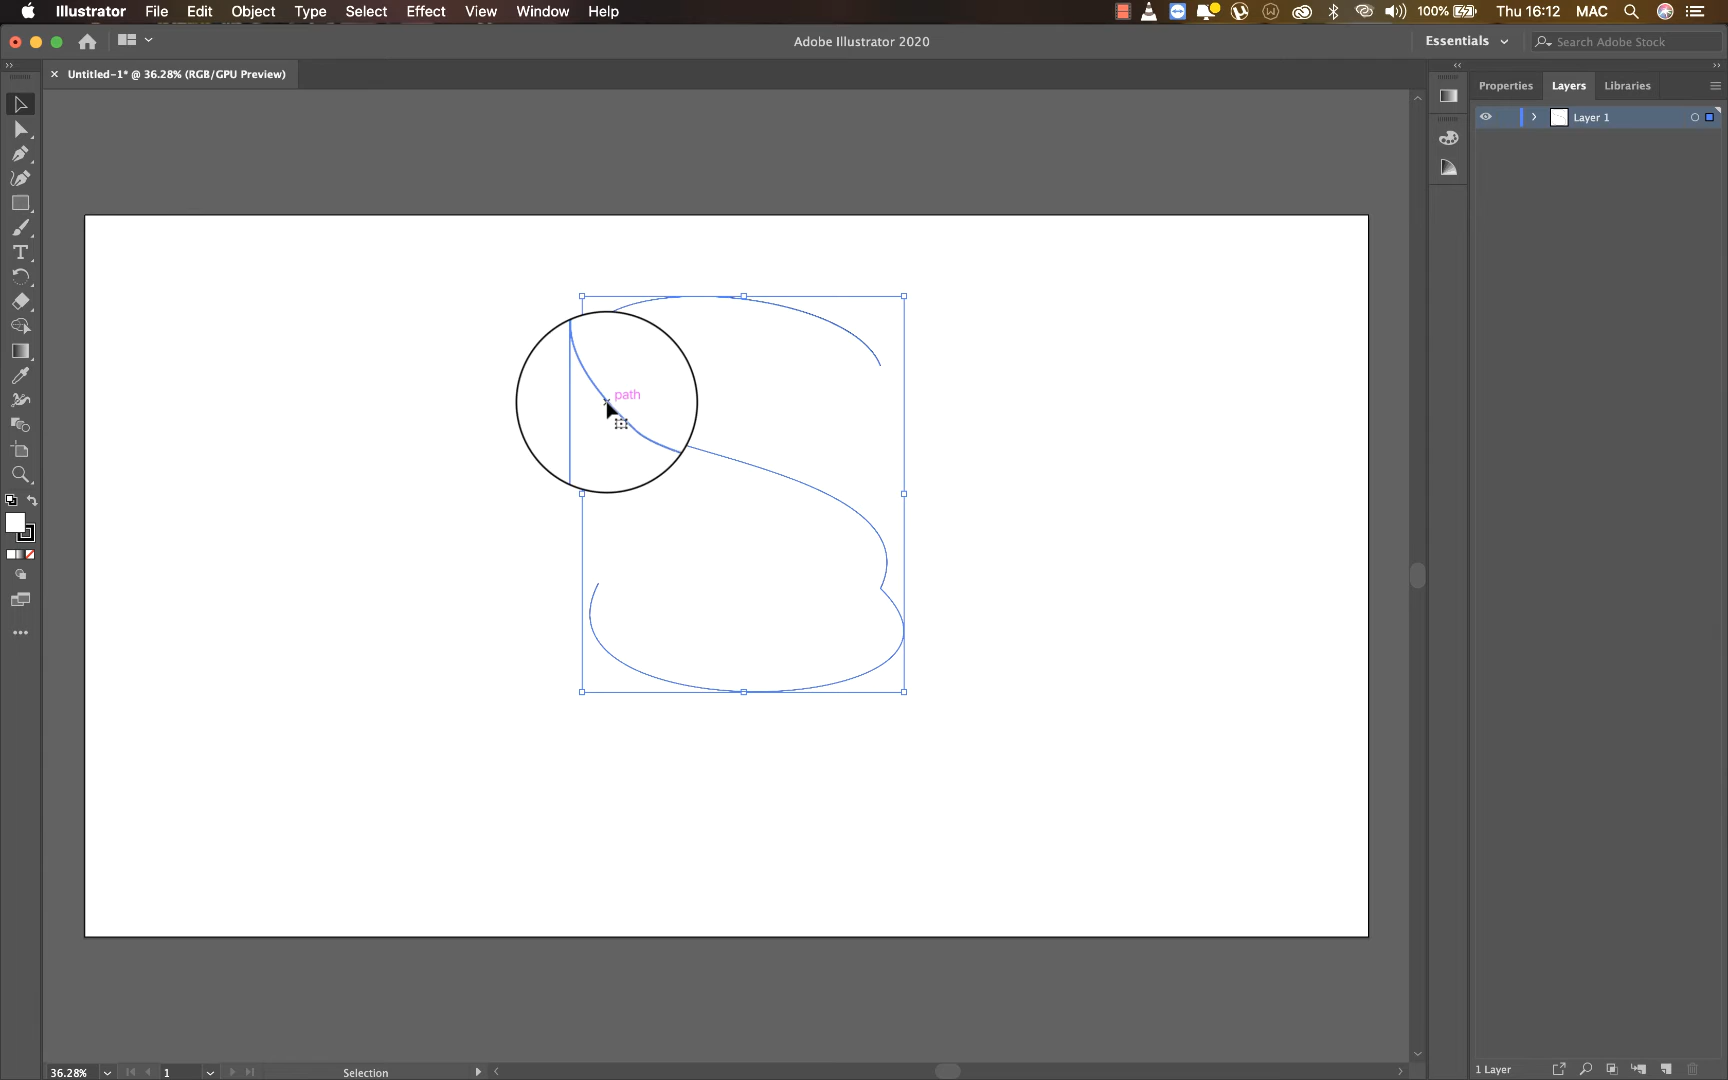 Illustrator File Edit Object Type Select Effect View Window Help 100% Thu 16:12 MAC
Adobe Illustrator 2020 Essentials Search Adobe Stock
Untitled-1* @ 36.28% (RGB/GPU Preview)
Properties Layers Libraries
Layer 1
path
36.28% 1 Selection 1 Layer